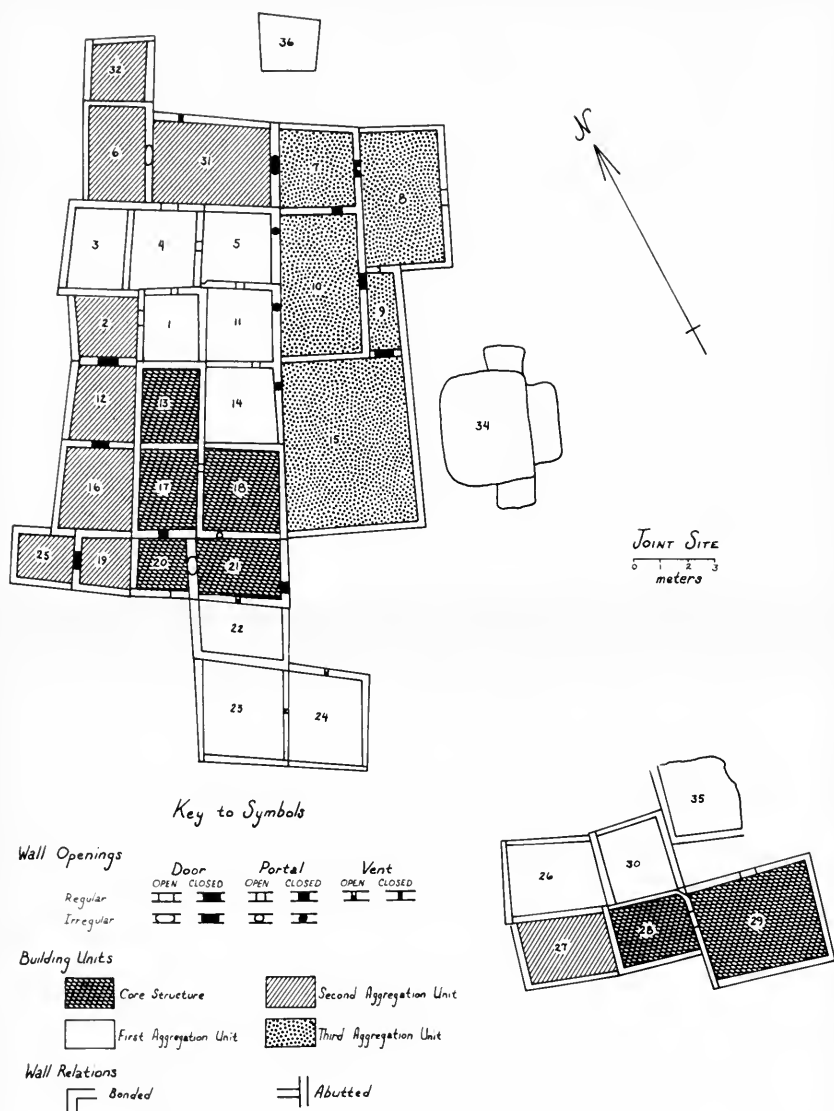 36
32
N
6
31
7
8
3
4
5
10
9
2
1
11
12
13
14
15
34
16
17
18
25
19
20
21
JOINT SITE
0 1 2 3
meters
22
23
24
35
Key to Symbols
26
30
Wall Openings
Door Portal Vent
OPEN CLOSED OPEN CLOSED OPEN CLOSED
Regular
Irregular
27
28
29
Building Units
Core Structure
Second Aggregation Unit
First Aggregation Unit
Third Aggregation Unit
Wall Relations
Bonded
Abutted